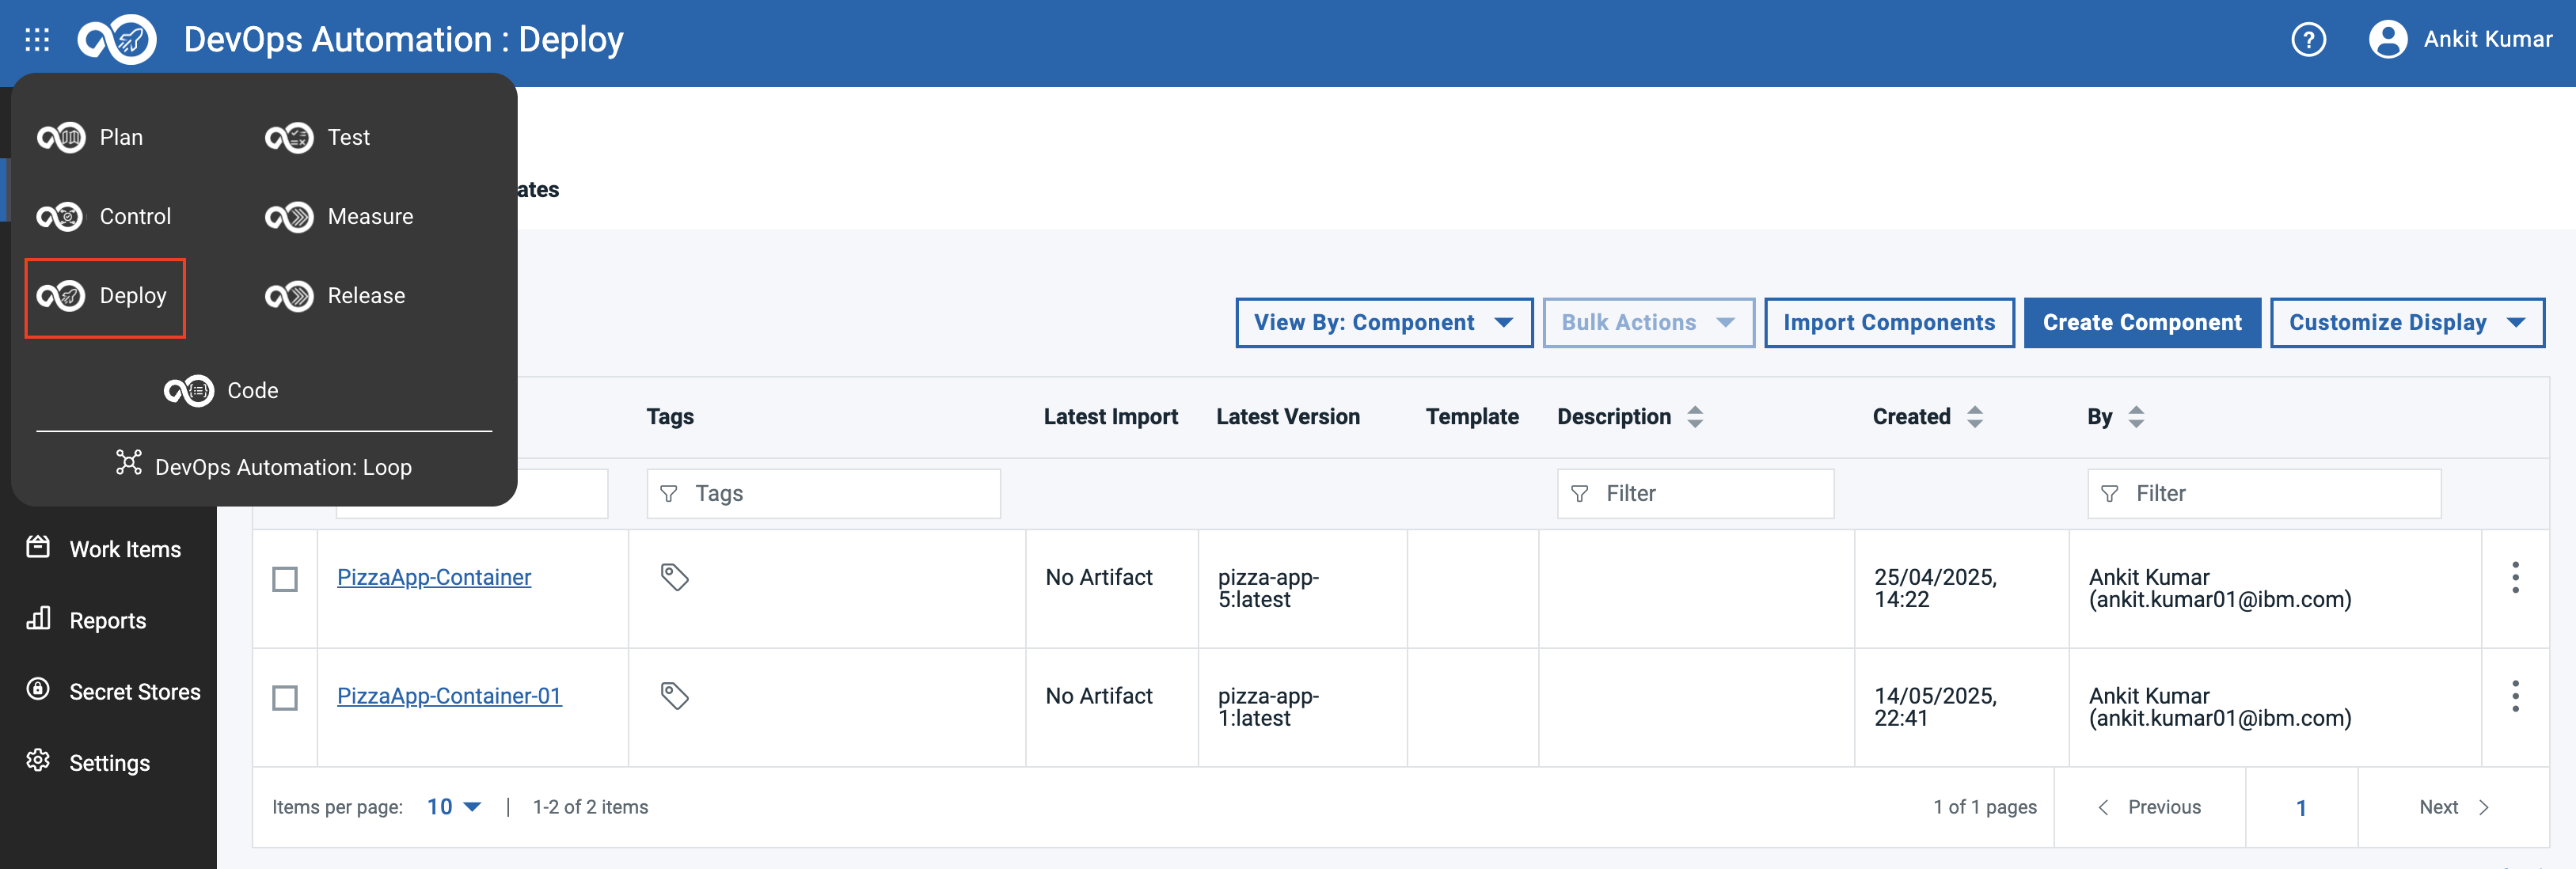 DevOps Automation : Deploy
?
Ankit Kumar
Plan
Test
Control
Measure
Deploy
Release
Code
DevOps Automation: Loop
ates
View By: Component
Bulk Actions
Import Components
Create Component
Customize Display
Tags
Latest Import
Latest Version
Template
Description
Created
By
Tags
Filter
Filter
Work Items
Reports
Secret Stores
Settings
PizzaApp-Container
No Artifact
pizza-app-
5:latest
25/04/2025,
14:22
Ankit Kumar
(ankit.kumar01@ibm.com)
PizzaApp-Container-01
No Artifact
pizza-app-
1:latest
14/05/2025,
22:41
Ankit Kumar
(ankit.kumar01@ibm.com)
Items per page: 10 | 1-2 of 2 items
1 of 1 pages
Previous
1
Next